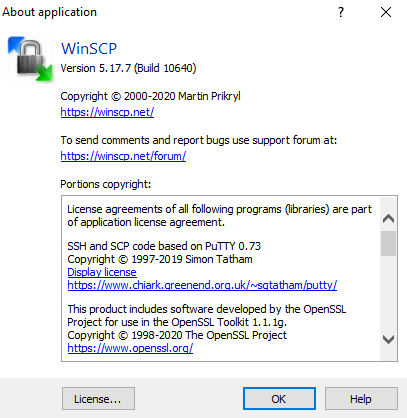 About application
?
WinSCP
Version 5.17.7 (Build 10640)
Copyright © 2000-2020 Martin Prikryl
https://winscp.net/
To send comments and report bugs use support forum at:
https://winscp.net/forum/
Portions copyright:
License agreements of all following programs (libraries) are part
of application license agreement.
SSH and SCP code based on PuTTY 0.73
Copyright © 1997-2019 Simon Tatham
Display license
https://www.chiark.greenend.org.uk/~sgtatham/putty/
This product includes software developed by the OpenSSL
Project for use in the OpenSSL Toolkit 1.1.1g.
Copyright © 1998-2020 The OpenSSL Project
https://www.openssl.org/
License...
OK
Help